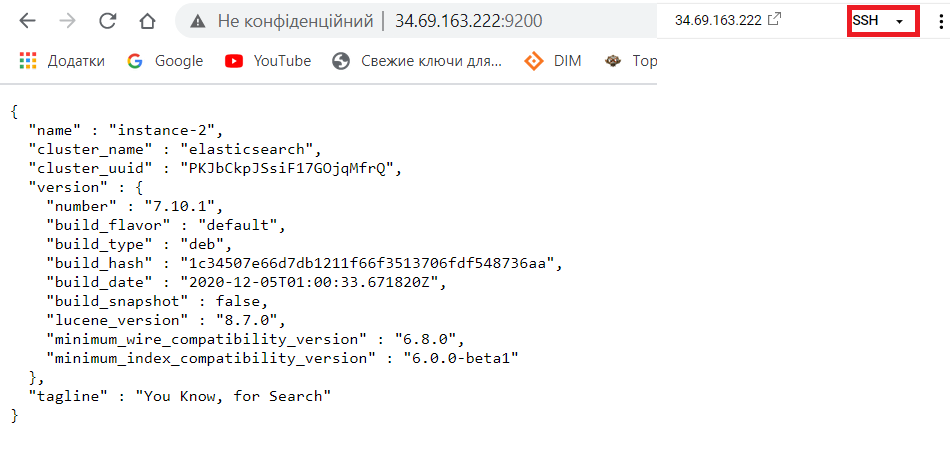 Не конфіденційний | 34.69.163.222:9200
34.69.163.222 SSH
Додатки Google YouTube Свежие ключи для... DIM Top
{
"name" : "instance-2",
"cluster_name" : "elasticsearch",
"cluster_uuid" : "PKJbCkpJSsiF17GOjqMfrQ",
"version" : {
"number" : "7.10.1",
"build_flavor" : "default",
"build_type" : "deb",
"build_hash" : "1c34507e66d7db1211f66f3513706fdf548736aa",
"build_date" : "2020-12-05T01:00:33.671820Z",
"build_snapshot" : false,
"lucene_version" : "8.7.0",
"minimum_wire_compatibility_version" : "6.8.0",
"minimum_index_compatibility_version" : "6.0.0-beta1"
},
"tagline" : "You Know, for Search"
}